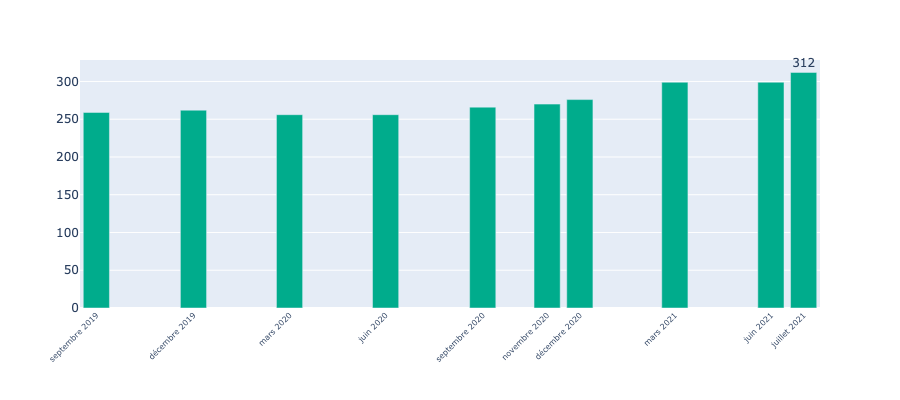 312
300
250
200
150
100
50
0
septembre 2019
décembre 2019
mars 2020
juin 2020
septembre 2020
novembre 2020
décembre 2020
mars 2021
juin 2021
juillet 2021